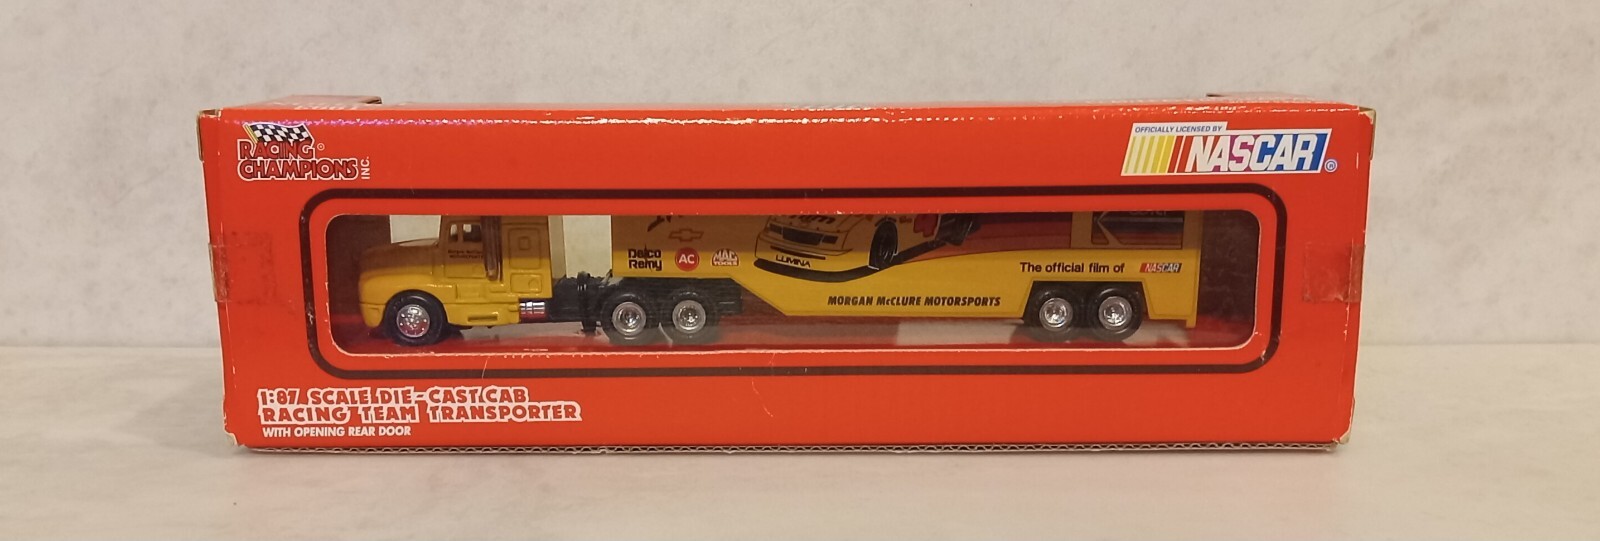 RACING
CHAMPIONS INC.
OFFICIALLY LICENSED BY
NASCAR
Delco
Remy
AC
MAC
TOOLS
LUMINA
4
MORGAN McCLURE MOTORSPORTS
The official film of NASCAR
1:87 SCALE DIE-CAST CAB
RACING TEAM TRANSPORTER
WITH OPENING REAR DOOR